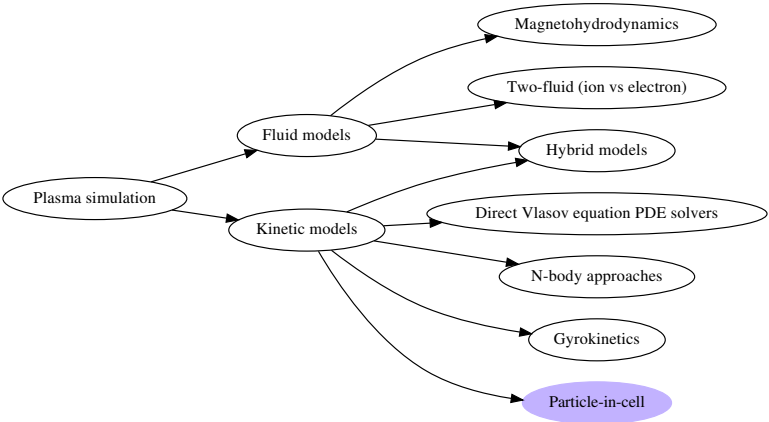 Magnetohydrodynamics
Two-fluid (ion vs electron)
Fluid models
Hybrid models
Plasma simulation
Direct Vlasov equation PDE solvers
Kinetic models
N-body approaches
Gyrokinetics
Particle-in-cell